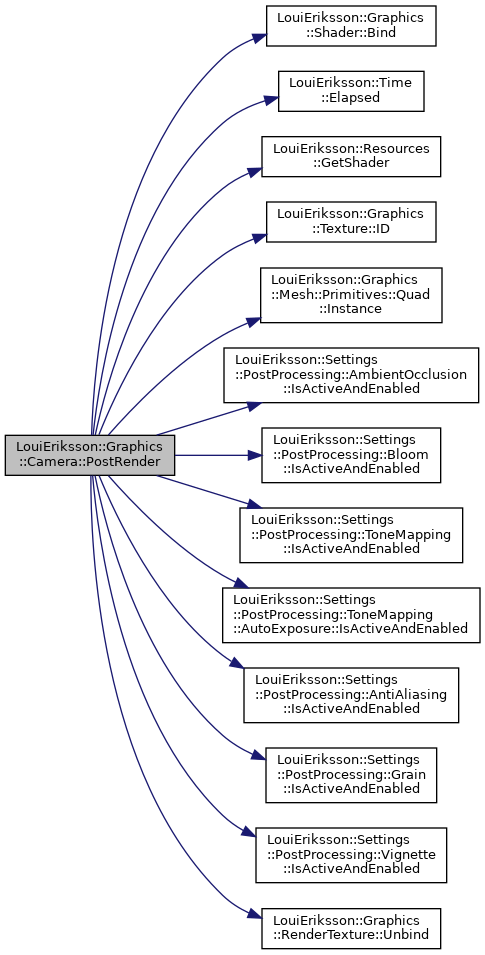 LouiEriksson::Graphics
::Camera::PostRender
LouiEriksson::Graphics
::Shader::Bind
LouiEriksson::Time
::Elapsed
LouiEriksson::Resources
::GetShader
LouiEriksson::Graphics
::Texture::ID
LouiEriksson::Graphics
::Mesh::Primitives::Quad
::Instance
LouiEriksson::Settings
::PostProcessing::AmbientOcclusion
::IsActiveAndEnabled
LouiEriksson::Settings
::PostProcessing::Bloom
::IsActiveAndEnabled
LouiEriksson::Settings
::PostProcessing::ToneMapping
::IsActiveAndEnabled
LouiEriksson::Settings
::PostProcessing::ToneMapping
::AutoExposure::IsActiveAndEnabled
LouiEriksson::Settings
::PostProcessing::AntiAliasing
::IsActiveAndEnabled
LouiEriksson::Settings
::PostProcessing::Grain
::IsActiveAndEnabled
LouiEriksson::Settings
::PostProcessing::Vignette
::IsActiveAndEnabled
LouiEriksson::Graphics
::RenderTexture::Unbind